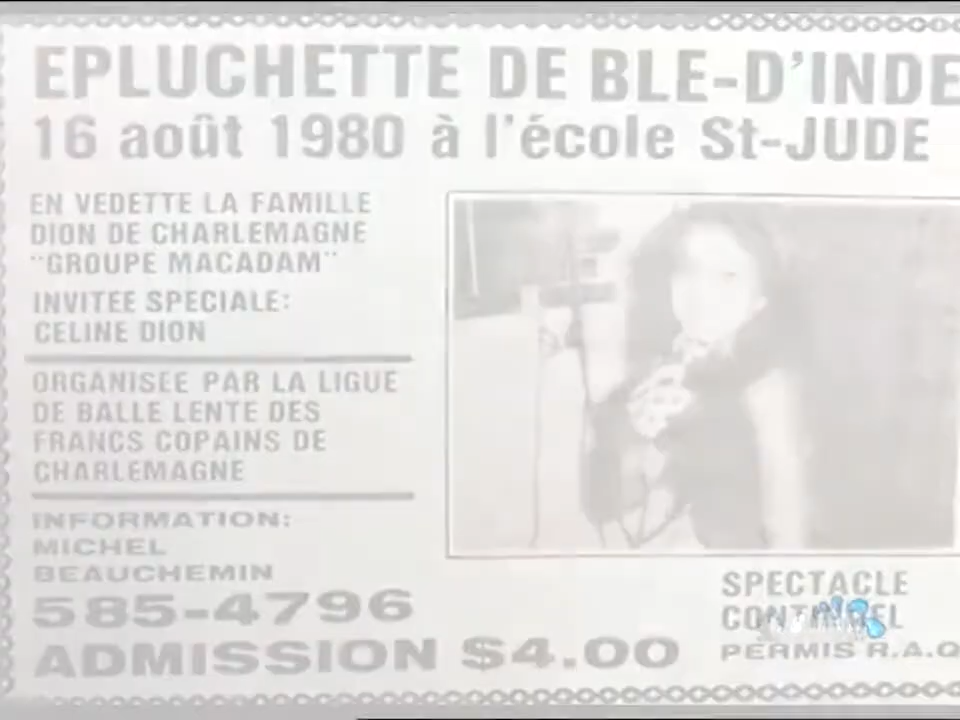 EPLUCHETTE DE BLE-D'INDE
16 août 1980 à l'école St-JUDE
EN VEDETTE LA FAMILLE
DION DE CHARLEMAGNE
"GROUPE MACADAM"
INVITEE SPECIALE:
CELINE DION
ORGANISEE PAR LA LIGUE
DE BALLE LENTE DES
FRANCS COPAINS DE
CHARLEMAGNE
INFORMATION:
MICHEL
BEAUCHEMIN
585-4796
ADMISSION $4.00
SPECTACLE
CONTINUEL
PERMIS R.A.Q